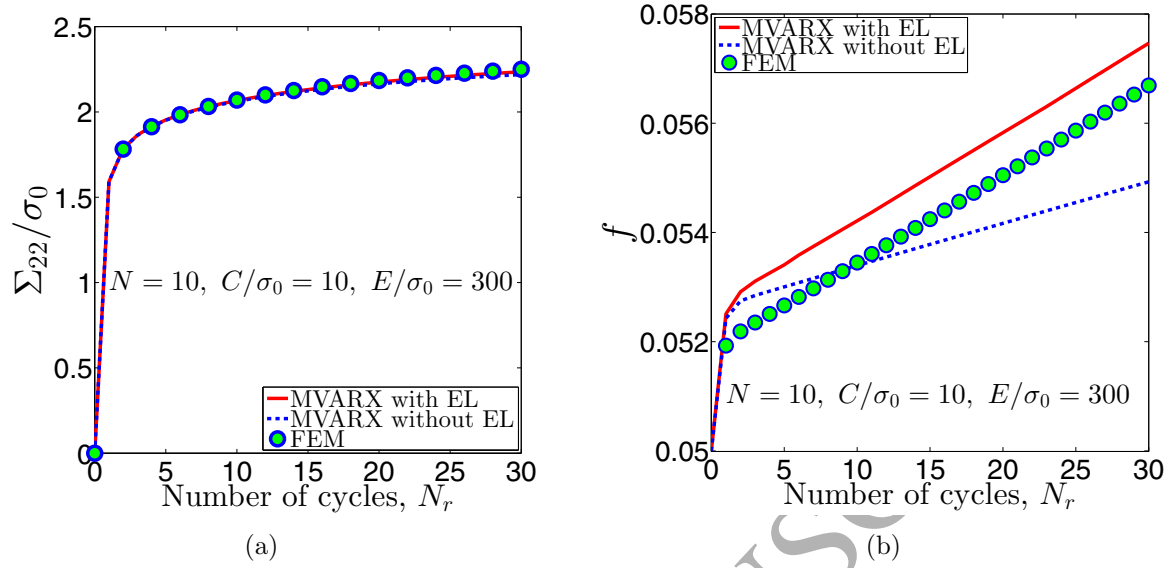 2.5
2
1.5
1
0.5
0
Σ22/σ0
N = 10, C/σ0 = 10, E/σ0 = 300
MVARX with EL
MVARX without EL
FEM
0 5 10 15 20 25 30
Number of cycles, Nr
(a)
0.058
0.056
0.054
0.052
0.05
f
MVARX with EL
MVARX without EL
FEM
N = 10, C/σ0 = 10, E/σ0 = 300
0 5 10 15 20 25 30
Number of cycles, Nr
(b)